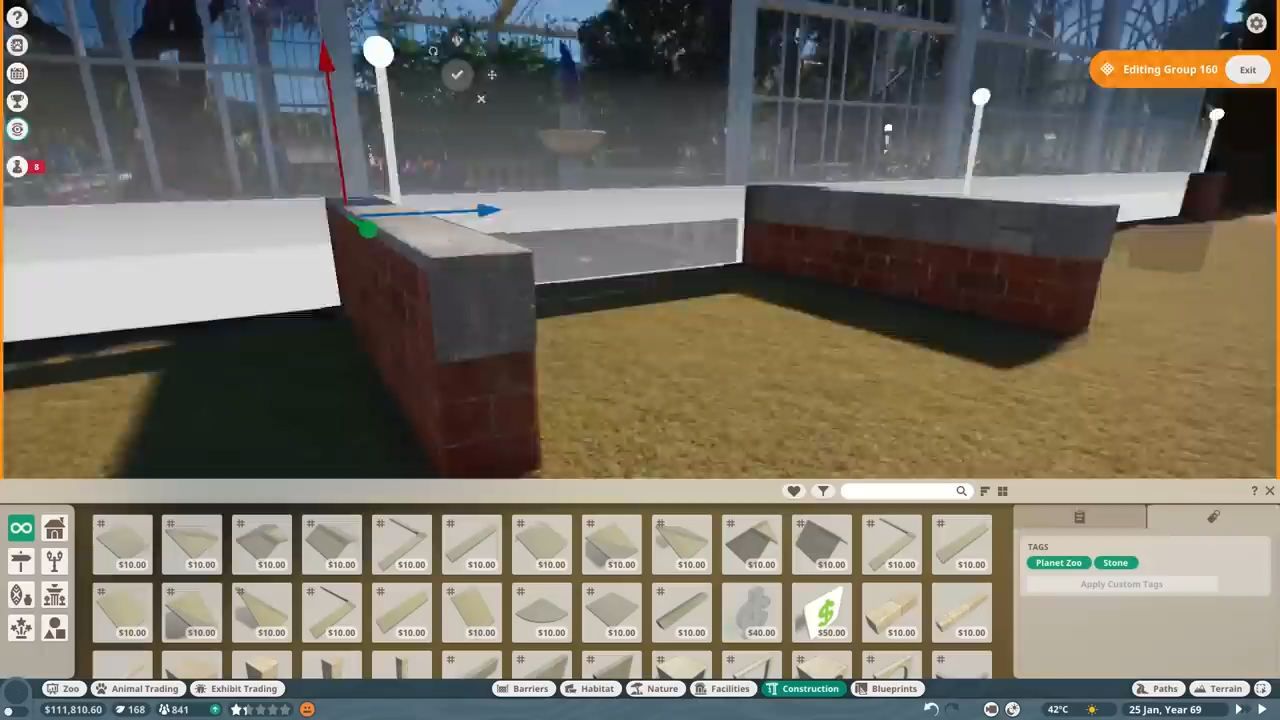 ?
8
Editing Group 160
Exit
? ×
# # # # # # # # # # # # #
$10.00 $10.00 $10.00 $10.00 $10.00 $10.00 $10.00 $10.00 $10.00 $10.00 $10.00 $10.00 $10.00
TAGS
Planet Zoo Stone
Apply Custom Tags
# # # # # # # # # # # # #
$10.00 $10.00 $10.00 $10.00 $10.00 $10.00 $10.00 $10.00 $10.00 $40.00 $50.00 $10.00 $10.00
# # # # # # # # # # # # #
Zoo Animal Trading Exhibit Trading Barriers Habitat Nature Facilities Construction Blueprints Paths Terrain
$111,810.60 168 841 42°C 25 Jan, Year 69